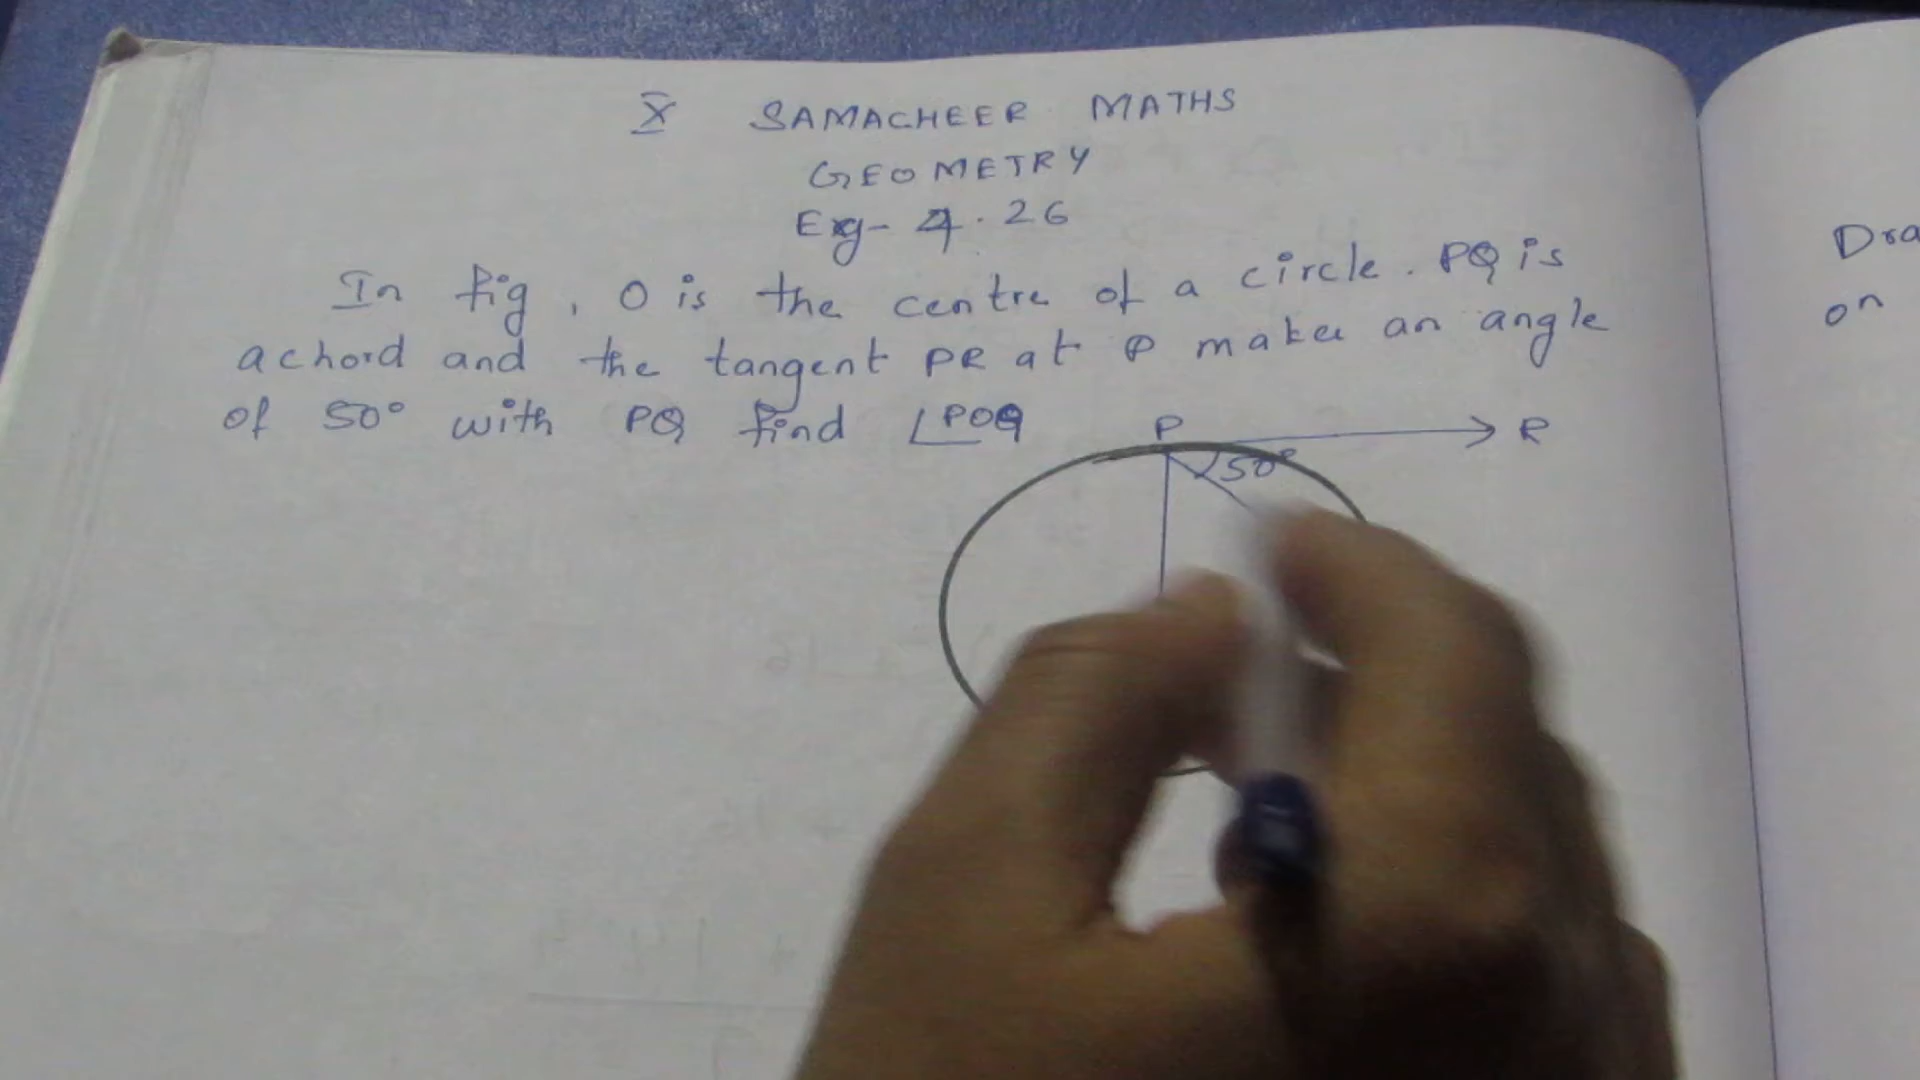 X SAMACHEER MATHS
GEOMETRY
Eg- 4.26
In fig, O is the centre of a circle. PQ is
a chord and the tangent PR at P makes an angle
of 50° with PQ find ∠POQ
P R
50°
Dra
on